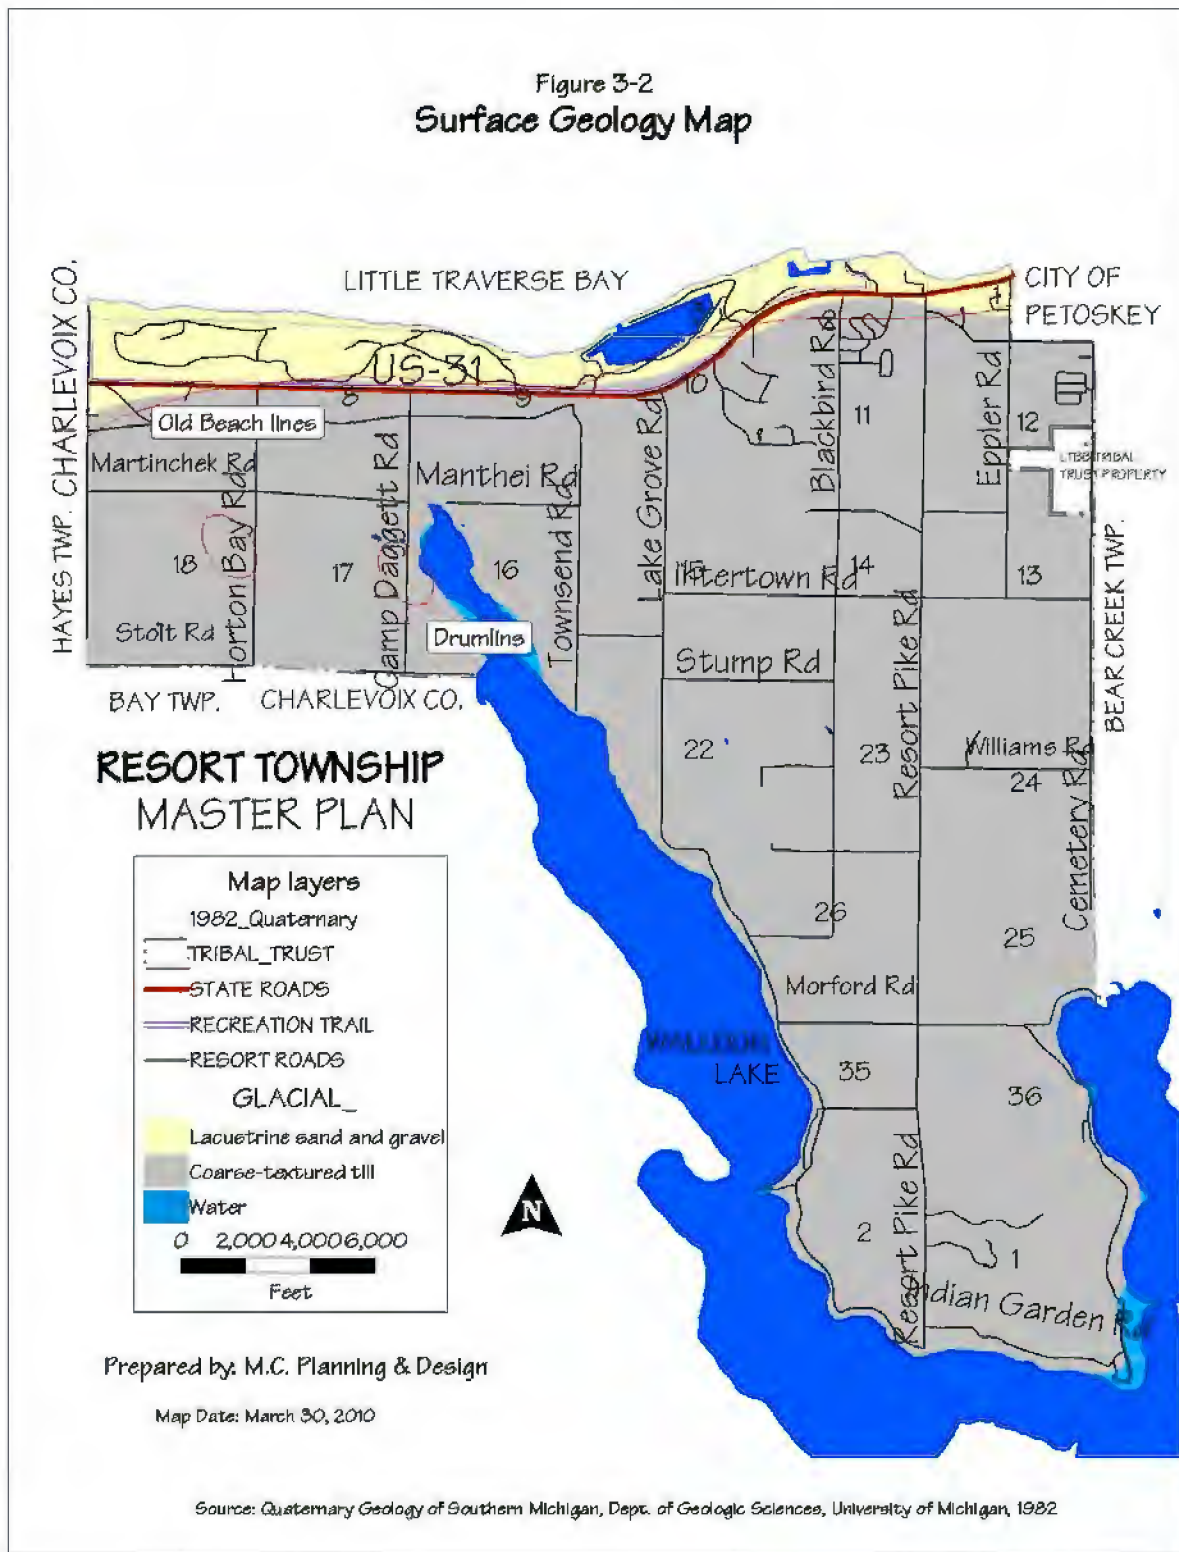 Figure 3-2
Surface Geology Map
LITTLE TRAVERSE BAY
CITY OF
PETOSKEY
HAYES TWP. CHARLEVOIX CO.
US-31
8
9
10
11
12
Old Beach lines
Martinchek Rd
Manthei Rd
Horton Bay Rd
Camp Daggett Rd
Townsend Rd
Lake Grove Rd
Blackbird Rd
Eppler Rd
LTBB TRIBAL
TRUST PROPERTY
BEAR CREEK TWP.
18
17
16
15
14
13
Intertown Rd
Stolt Rd
Drumlins
Stump Rd
Resort Pike Rd
BAY TWP. CHARLEVOIX CO.
22
23
Williams Rd
24
Cemetery Rd
RESORT TOWNSHIP
MASTER PLAN
26
25
Morford Rd
LAKE
35
36
Resort Pike Rd
2
1
Indian Garden Rd
Map layers
1982_Quaternary
TRIBAL_TRUST
STATE ROADS
RECREATION TRAIL
RESORT ROADS
GLACIAL_
Lacustrine sand and gravel
Coarse-textured till
Water
0 2,000 4,000 6,000
Feet
N
Prepared by: M.C. Planning & Design
Map Date: March 30, 2010
Source: Quaternary Geology of Southern Michigan, Dept. of Geologic Sciences, University of Michigan, 1982